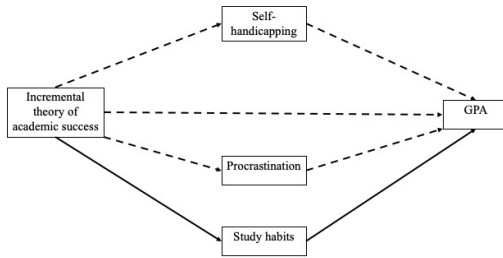 Self-
handicapping
Incremental
theory of
academic success
GPA
Procrastination
Study habits